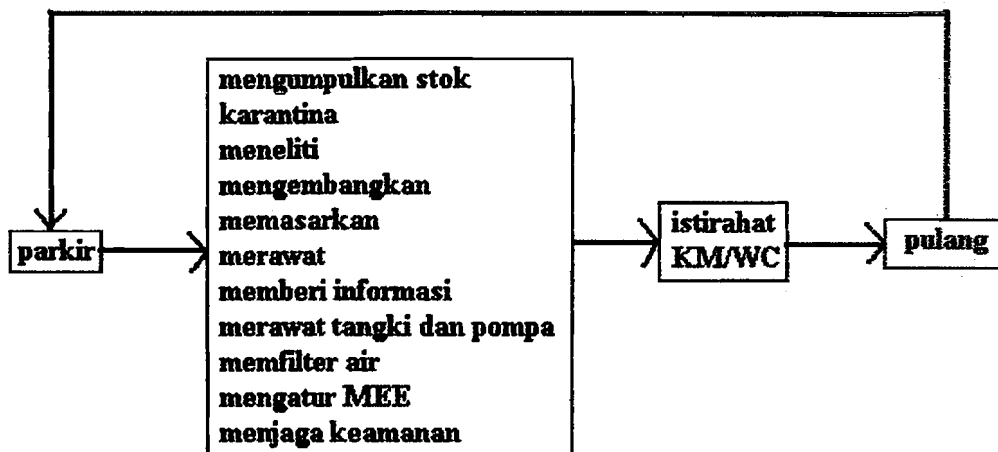 parkir
mengumpulkan stok
karantina
meneliti
mengembangkan
memasarkan
merawat
memberi informasi
merawat tangki dan pompa
memfilter air
mengatur MEE
menjaga keamanan
istirahat
KM/WC
pulang